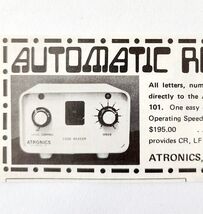 AUTOMATIC
All letters, num
directly to the
101. One easy
Operating Speed
$195.00
provides CR, LF
ATRONICS,
CODE READER
ATRONICS